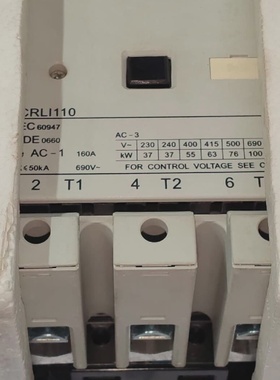 CRLI110
EC 60947
DE 0660
AC-1 160A
50kA 690V~
AC-3
V~ 230 240 400 415 500 690
kW 37 37 55 63 76 100
FOR CONTROL VOLTAGE SEE C
2 T1 4 T2 6 T